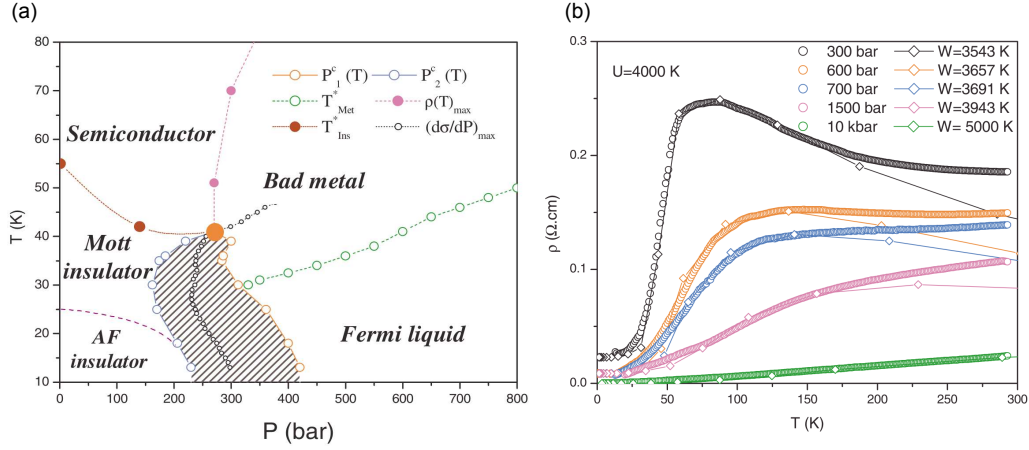 (a)
80
70
60
50
40
30
20
10
T (K)
0 100 200 300 400 500 600 700 800
P (bar)
P^c_1 (T) P^c_2 (T)
T^*_Met ρ(T)_max
T^*_Ins (dσ/dP)_max
Semiconductor
Bad metal
Mott
insulator
AF
insulator
Fermi liquid
(b)
0.3
0.2
0.1
0.0
ρ (Ω.cm)
0 50 100 150 200 250 300
T (K)
U=4000 K
300 bar W=3543 K
600 bar W=3657 K
700 bar W=3691 K
1500 bar W=3943 K
10 kbar W= 5000 K